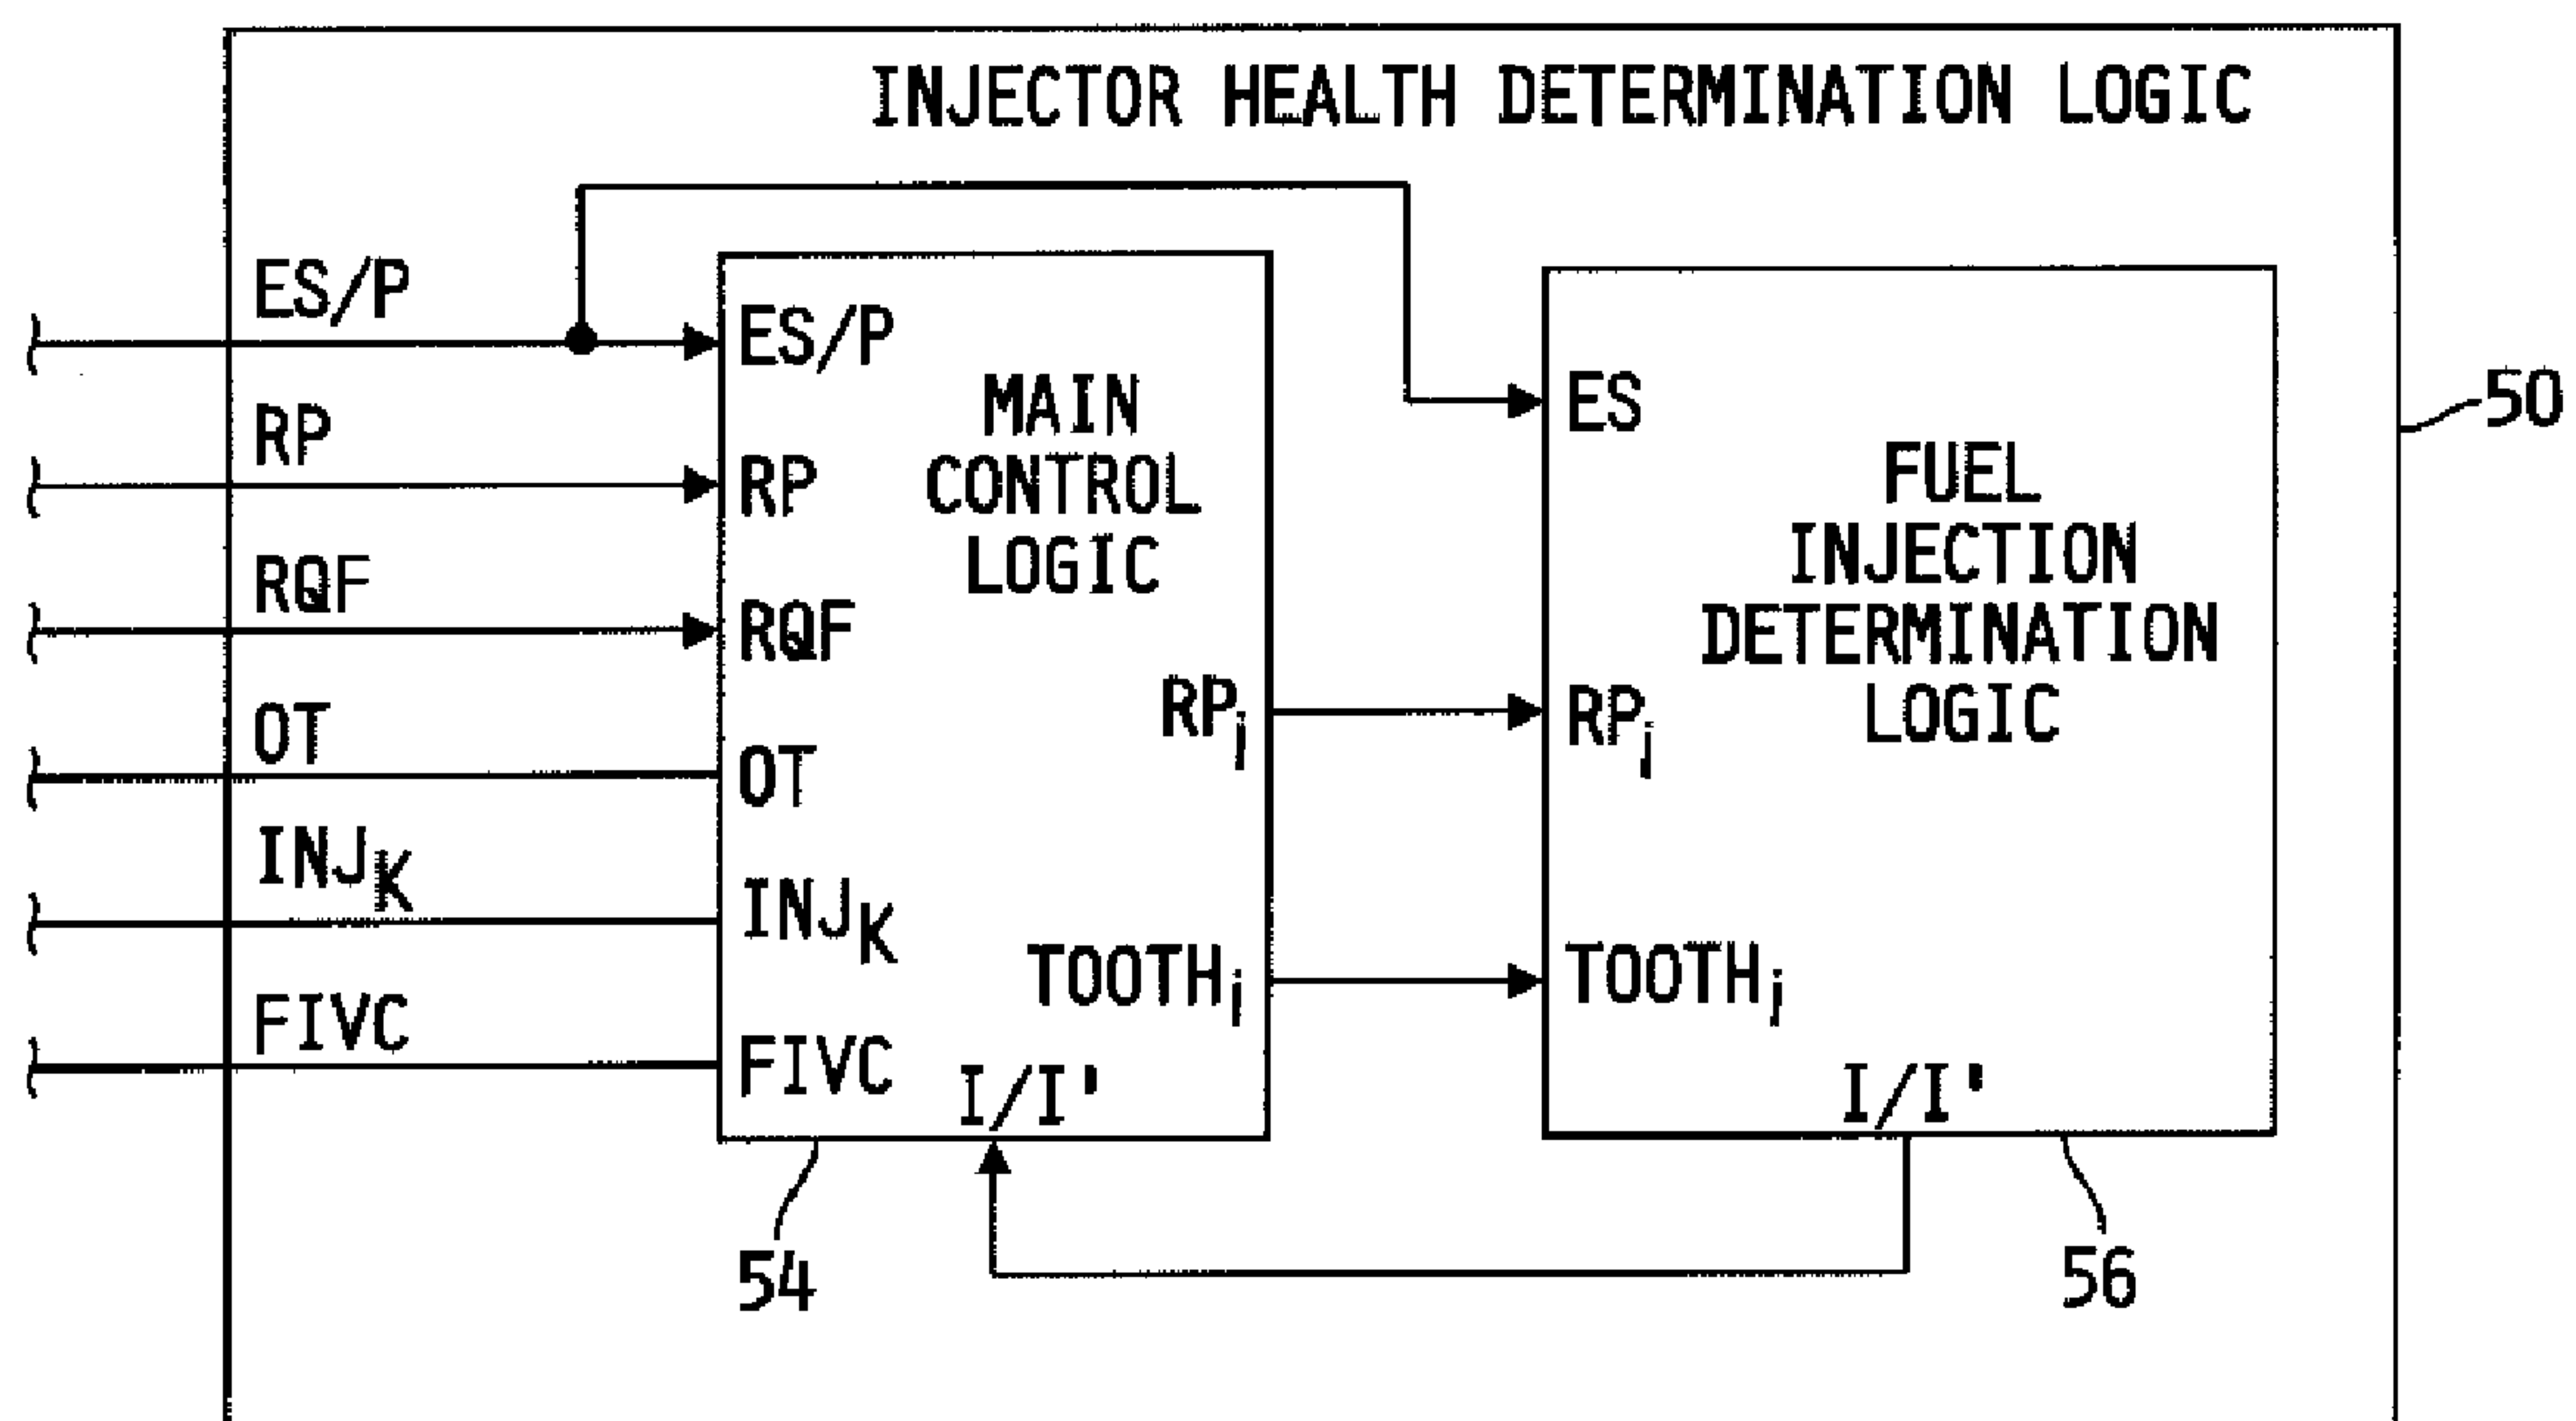 INJECTOR HEALTH DETERMINATION LOGIC
ES/P
RP
RQF
OT
INJK
FIVC
ES/P
RP
RQF
OT
INJK
FIVC
MAIN
CONTROL
LOGIC
RPj
TOOTHj
I/I'
ES
RPj
TOOTHj
FUEL
INJECTION
DETERMINATION
LOGIC
I/I'
50
54
56